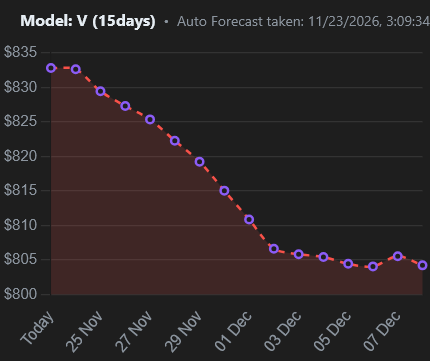 Model: V (15days) • Auto Forecast taken: 11/23/2026, 3:09:34
$835
$830
$825
$820
$815
$810
$805
$800
Today
25 Nov
27 Nov
29 Nov
01 Dec
03 Dec
05 Dec
07 Dec